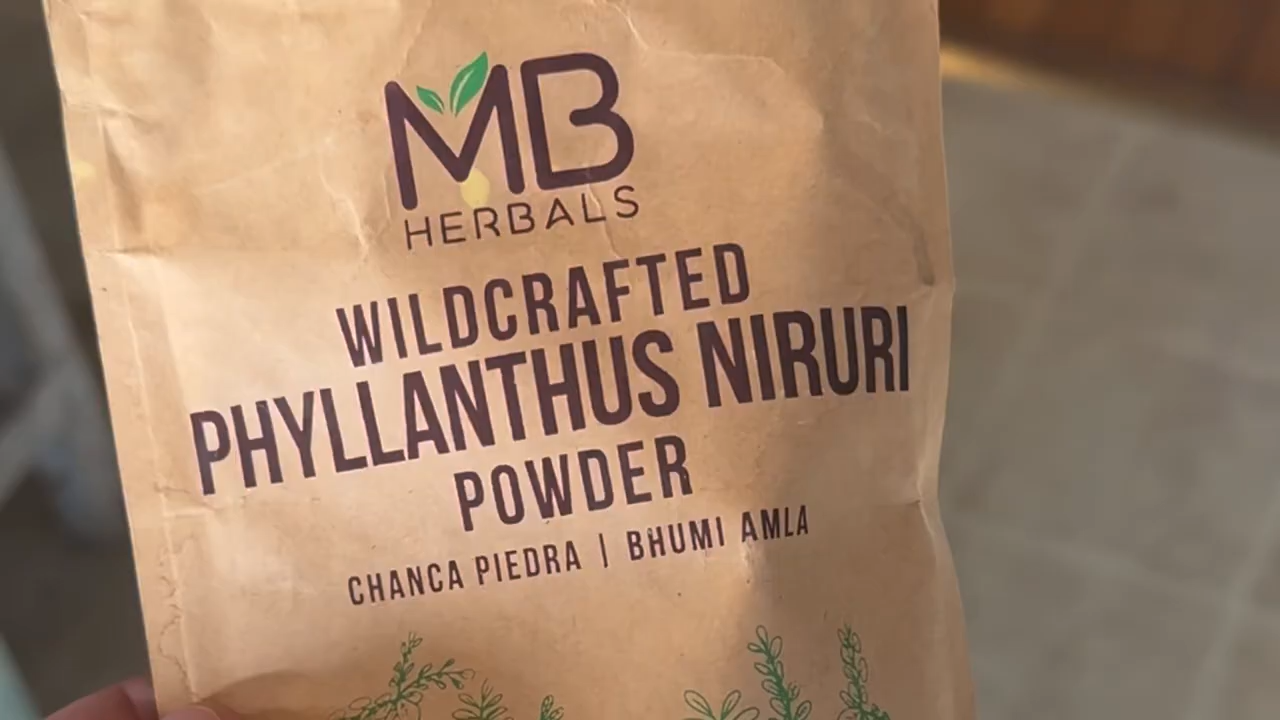 MB
HERBALS
WILDCRAFTED
PHYLLANTHUS NIRURI
POWDER
CHANCA PIEDRA | BHUMI AMLA